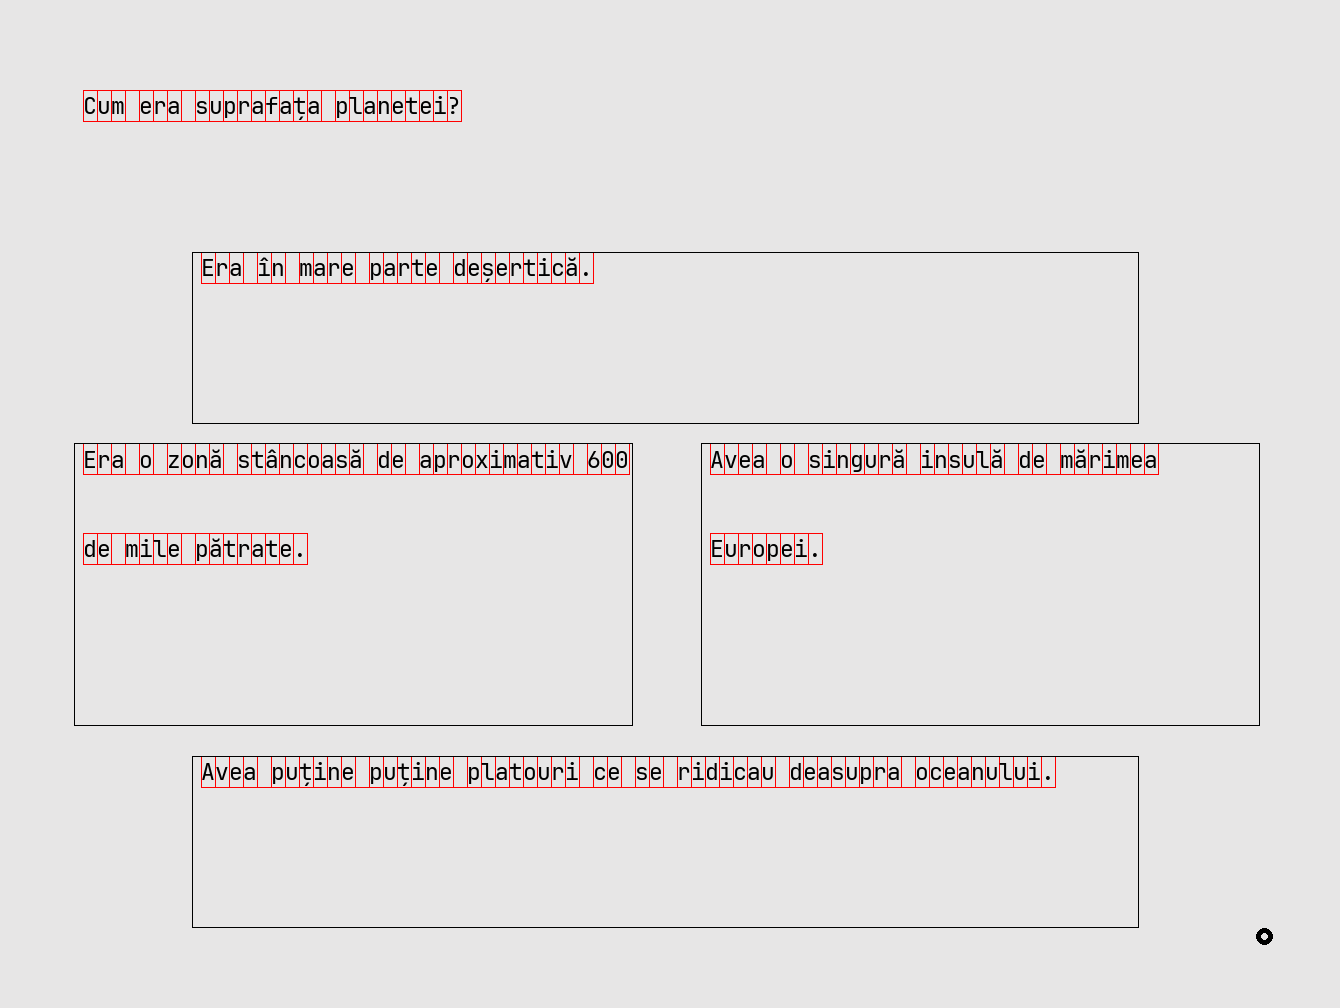 Cum era suprafața planetei?
Era în mare parte deșertică.
Era o zonă stâncoasă de aproximativ 600
de mile pătrate.
Avea o singură insulă de mărimea
Europei.
Avea puține puține platouri ce se ridicau deasupra oceanului.